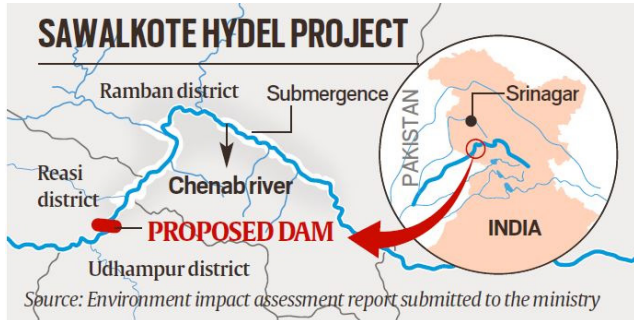 SAWALKOTE HYDEL PROJECT
Ramban district
Submergence
Srinagar
PAKISTAN
Reasi
district
Chenab river
PROPOSED DAM
INDIA
Udhampur district
Source: Environment impact assessment report submitted to the ministry